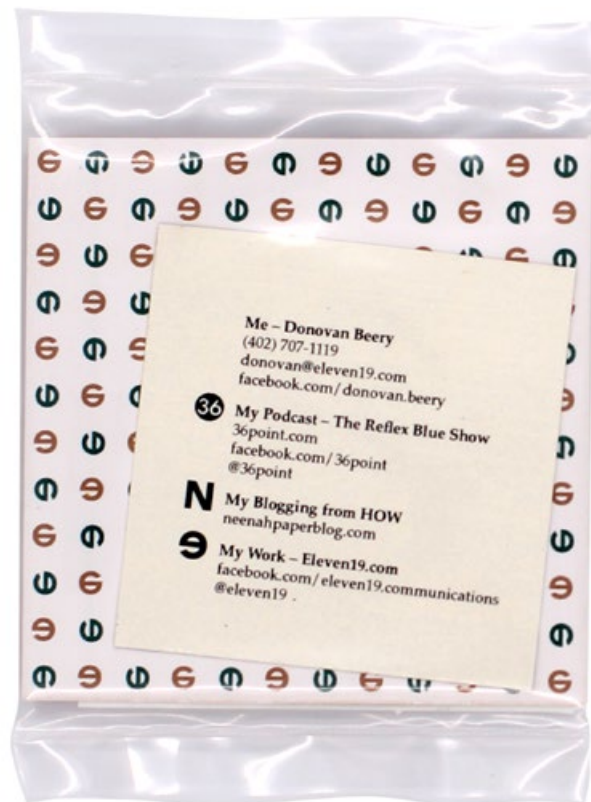 Me – Donovan Beery
(402) 707-1119
donovan@eleven19.com
facebook.com/donovan.beery
36 My Podcast – The Reflex Blue Show
36point.com
facebook.com/36point
@36point
N My Blogging from HOW
neenahpaperblog.com
My Work – Eleven19.com
facebook.com/eleven19.communications
@eleven19